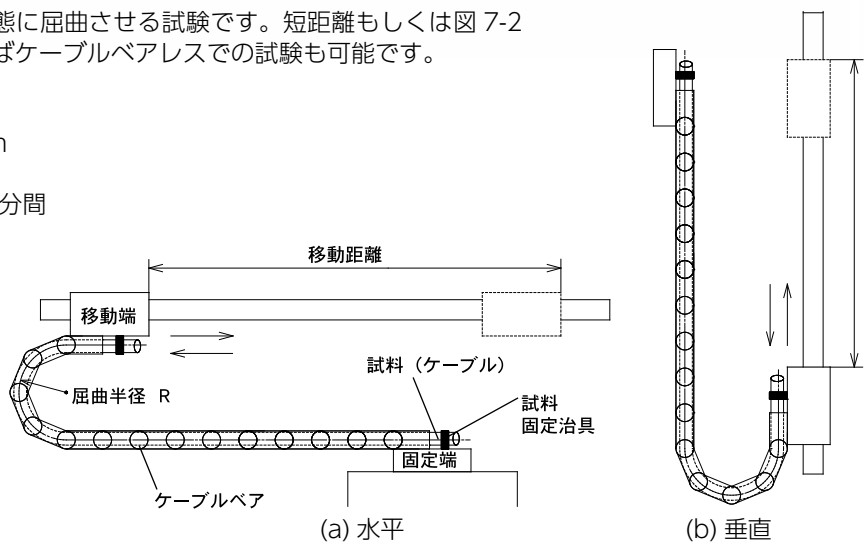 態に屈曲させる試験です。短距離もしくは図 7-2
ばケーブルベアレスでの試験も可能です。
分間
移動距離
移動端
試料（ケーブル）
屈曲半径 R
試料
固定治具
固定端
ケーブルベア
(a) 水平
(b) 垂直